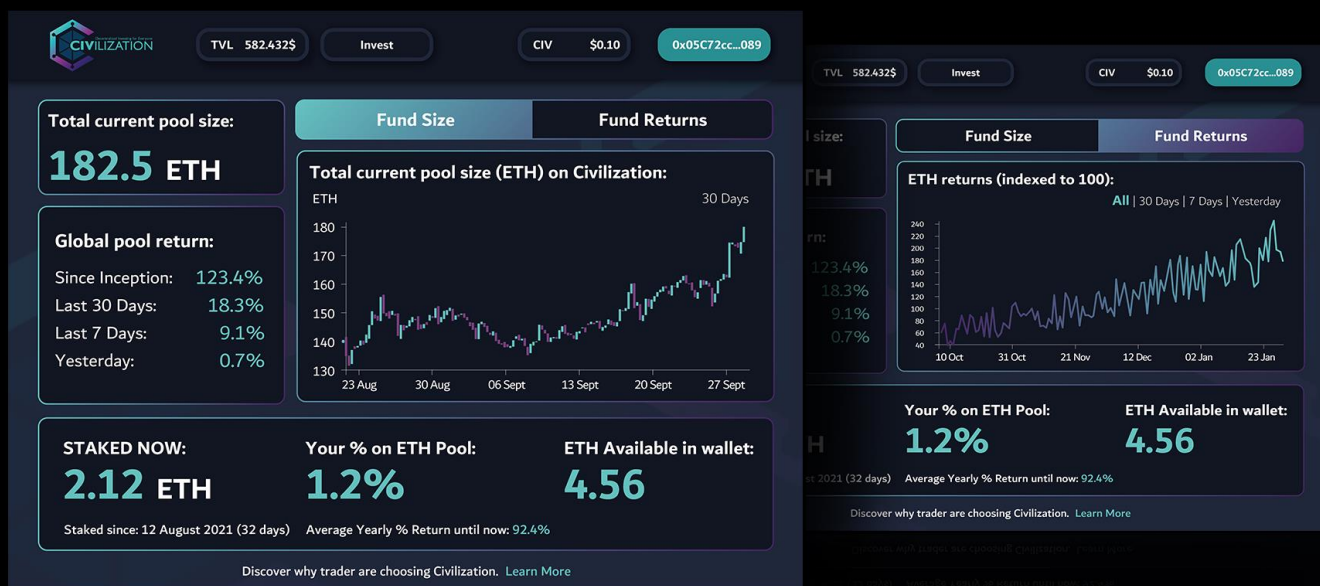 CIVILIZATION
TVL 582.432$
Invest
CIV $0.10
0x05C72cc...089
Total current pool size:
182.5 ETH
Global pool return:
Since Inception: 123.4%
Last 30 Days: 18.3%
Last 7 Days: 9.1%
Yesterday: 0.7%
Fund Size
Fund Returns
Total current pool size (ETH) on Civilization:
ETH
30 Days
180
170
160
150
140
130
23 Aug 30 Aug 06 Sept 13 Sept 20 Sept 27 Sept
STAKED NOW:
2.12 ETH
Staked since: 12 August 2021 (32 days)
Your % on ETH Pool:
1.2%
Average Yearly % Return until now: 92.4%
ETH Available in wallet:
4.56
Discover why trader are choosing Civilization. Learn More
TVL 582.432$
Invest
CIV $0.10
0x05C72cc...089
l size:
TH
rn:
123.4%
18.3%
9.1%
0.7%
Fund Size
Fund Returns
ETH returns (indexed to 100):
All | 30 Days | 7 Days | Yesterday
240
220
200
180
160
140
120
100
80
60
40
10 Oct 31 Oct 21 Nov 12 Dec 02 Jan 23 Jan
H
st 2021 (32 days)
Your % on ETH Pool:
1.2%
Average Yearly % Return until now: 92.4%
ETH Available in wallet:
4.56
Discover why trader are choosing Civilization. Learn More